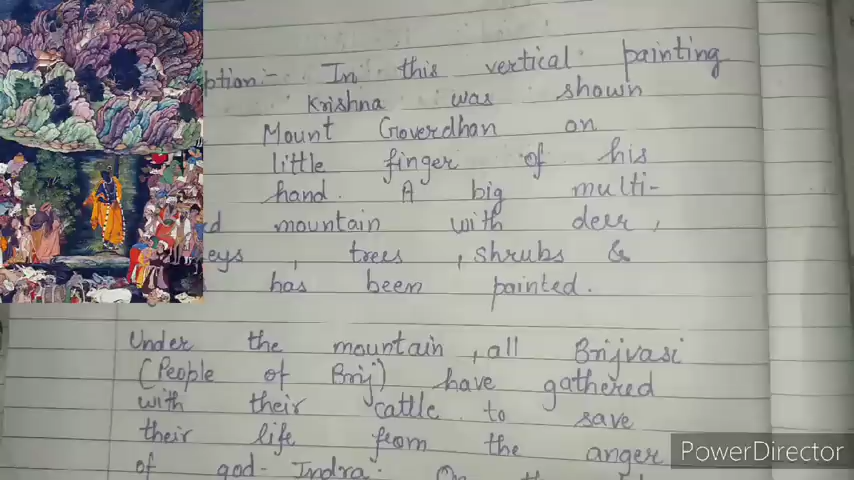 ption:- In this vertical painting
Krishna was shown
Mount Goverdhan on
little finger of his
hand. A big multi-
d mountain with deer,
eys , trees , shrubs &
has been painted.
Under the mountain , all Brijvasi
(People of Brij) have gathered
with their cattle to save
their life from the anger
of god- Indra.
PowerDirector